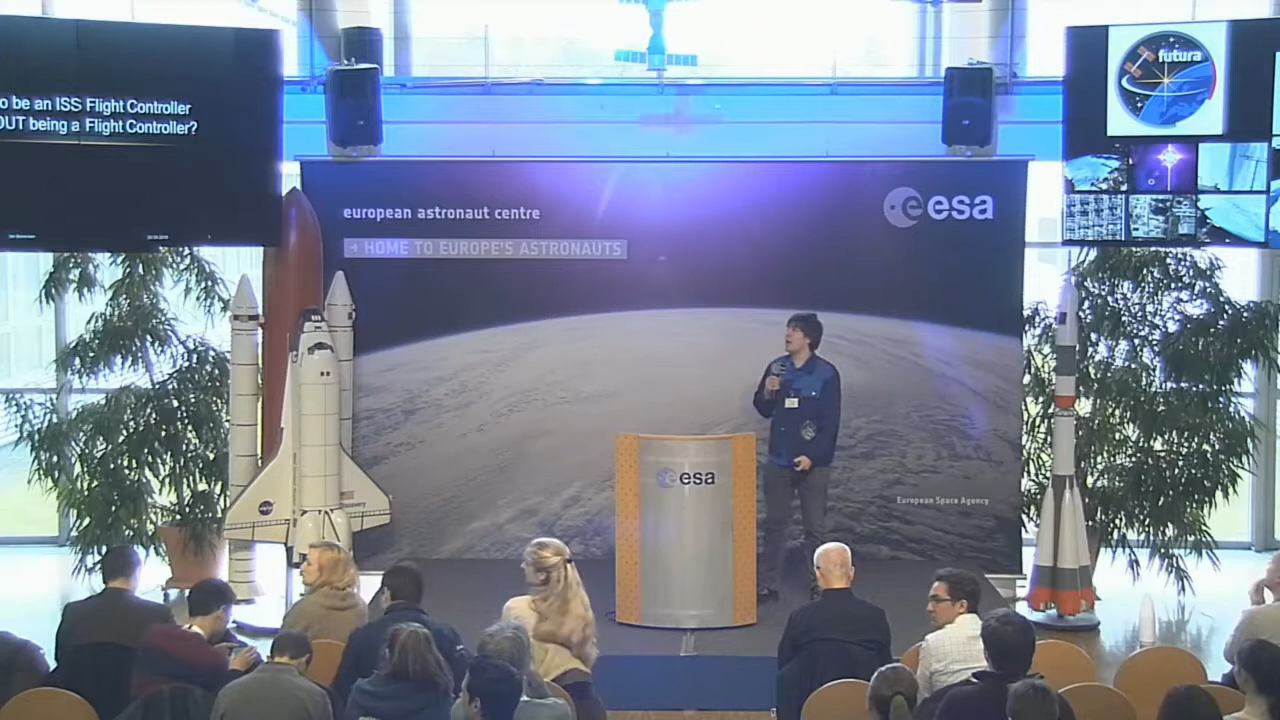 o be an ISS Flight Controller
OUT being a Flight Controller?
futura
european astronaut centre
→ HOME TO EUROPE'S ASTRONAUTS
esa
esa
European Space Agency